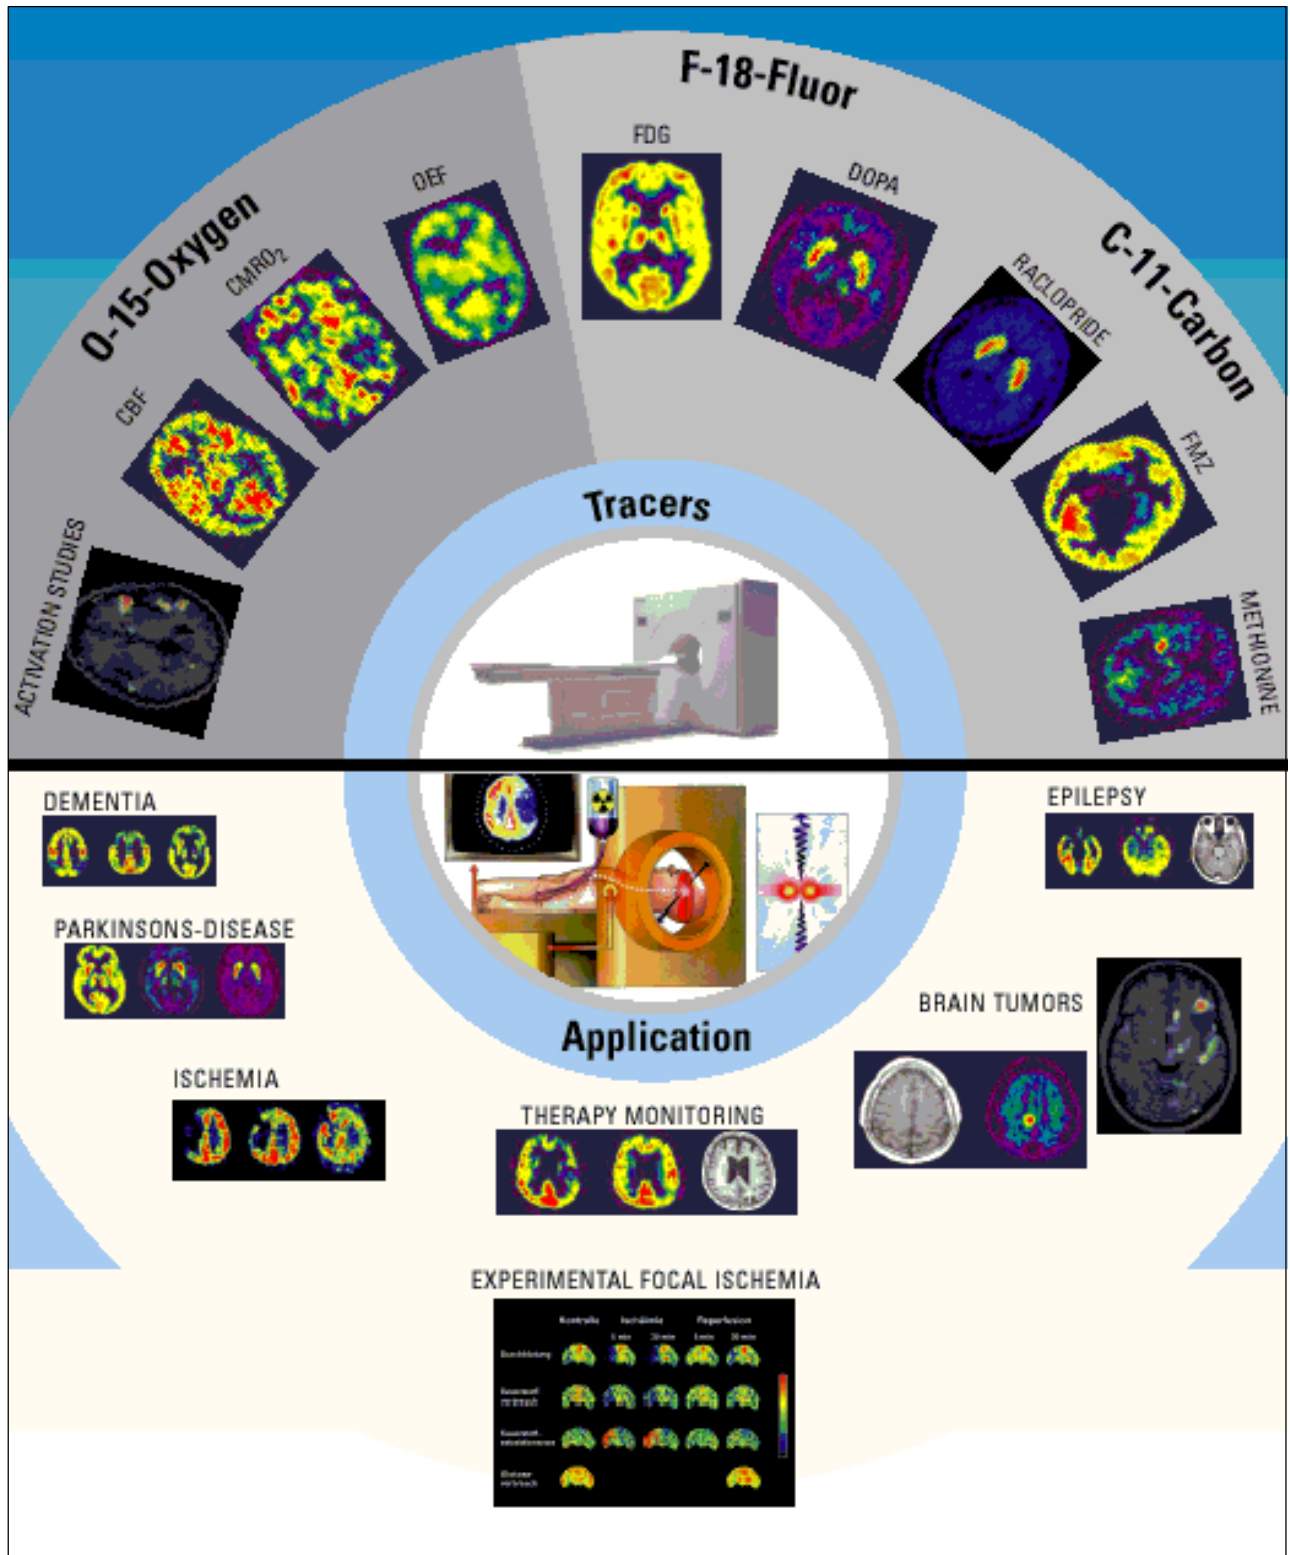 F-18-Fluor
O-15-Oxygen
C-11-Carbon
ACTIVATION STUDIES
CBF
CMRO₂
OEF
FDG
DOPA
RACLOPRIDE
FMZ
METHIONINE
Tracers
DEMENTIA
EPILEPSY
PARKINSONS-DISEASE
BRAIN TUMORS
Application
ISCHEMIA
THERAPY MONITORING
EXPERIMENTAL FOCAL ISCHEMIA
Kontrolle Ischämie Reperfusion